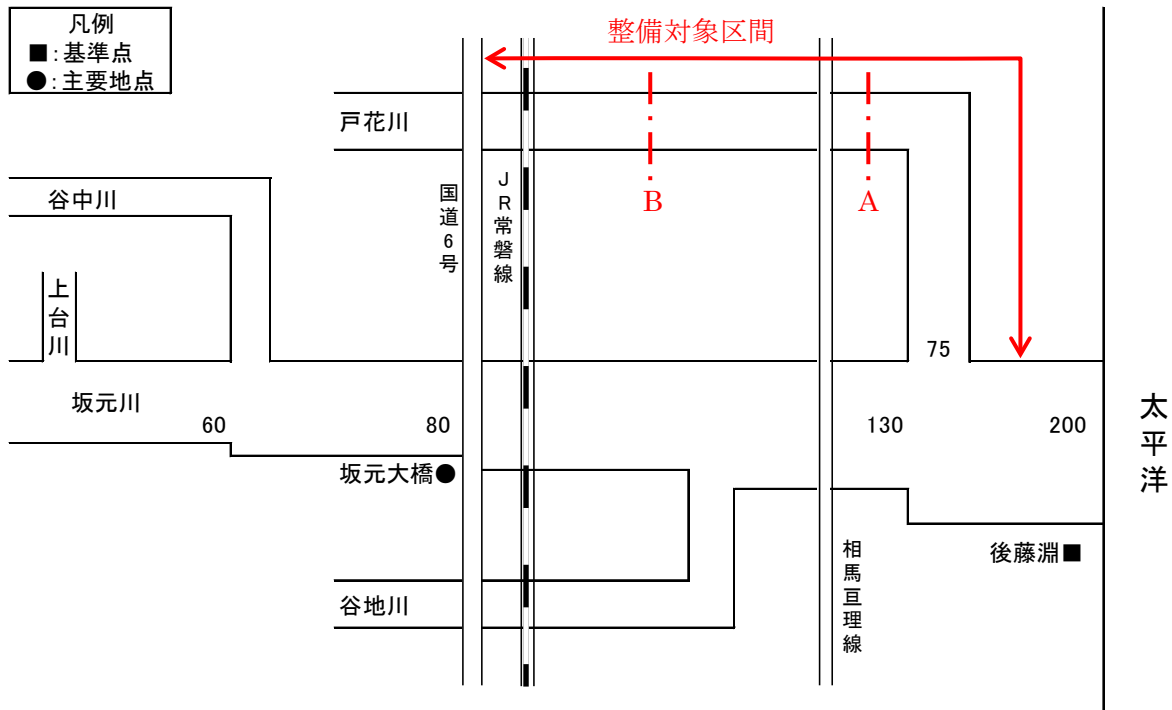 凡例
■:基準点
●:主要地点
整備対象区間
戸花川
谷中川
国道6号
JR常磐線
B
A
上台川
75
坂元川
60
80
130
200
太平洋
坂元大橋●
後藤淵■
相馬亘理線
谷地川